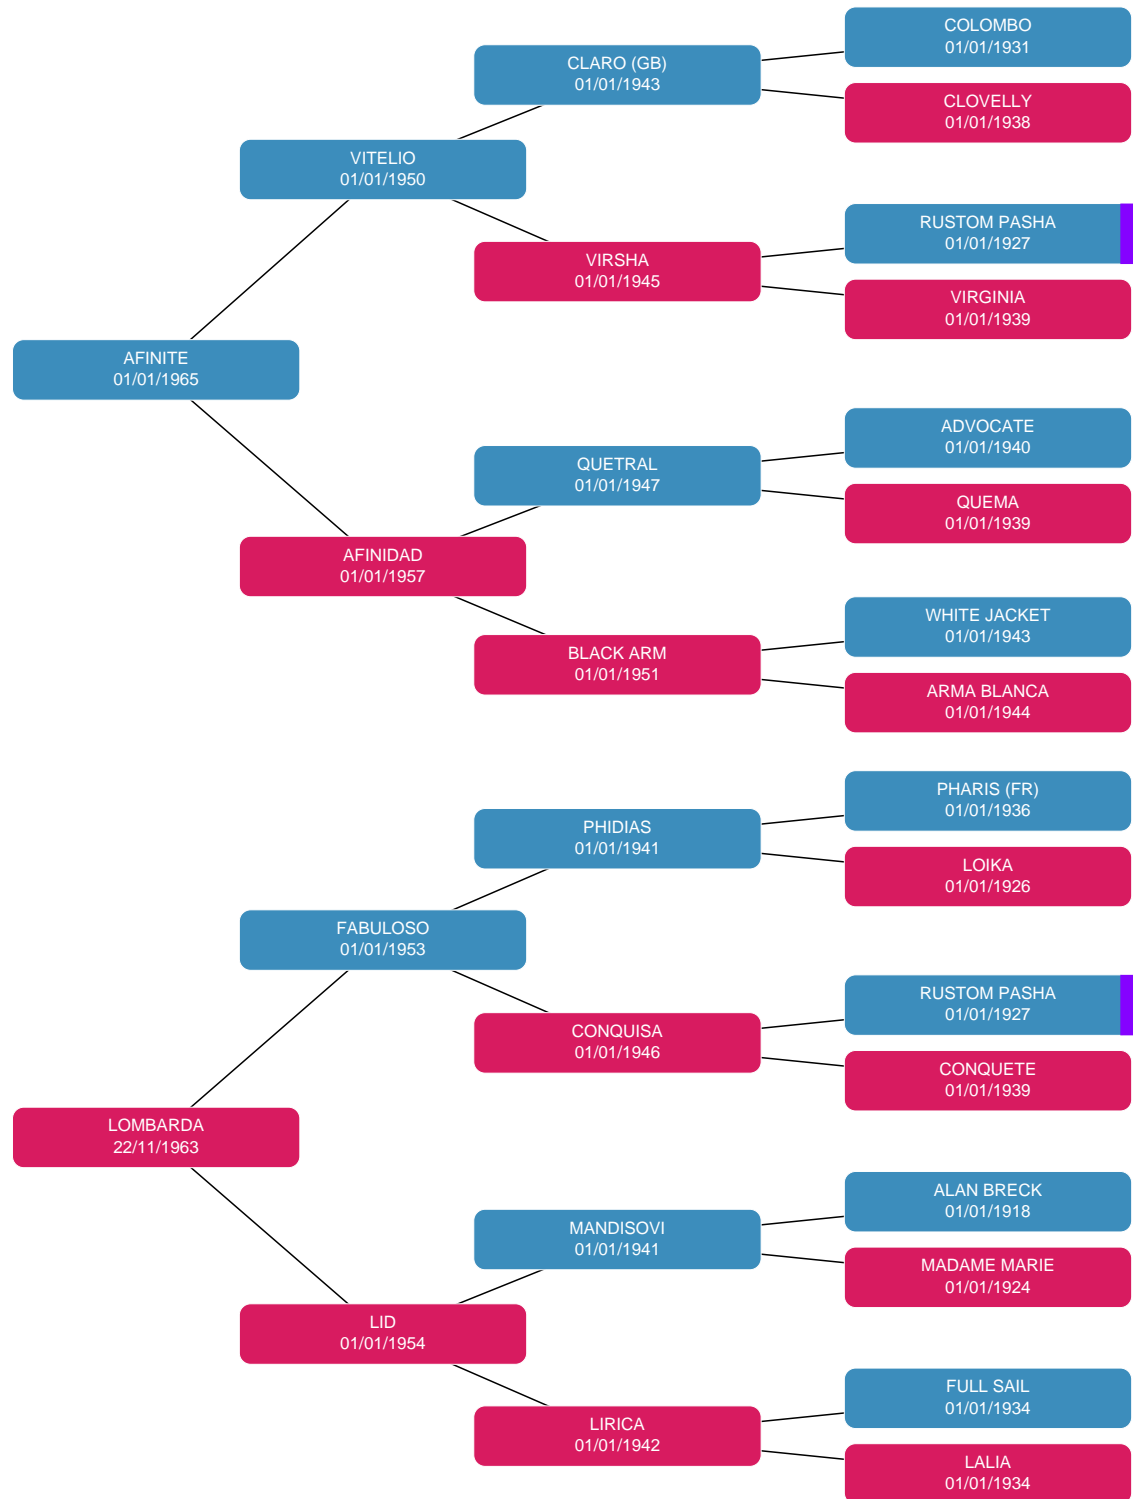 COLOMBO
01/01/1931
CLARO (GB)
01/01/1943
CLOVELLY
01/01/1938
VITELIO
01/01/1950
RUSTOM PASHA
01/01/1927
VIRSHA
01/01/1945
VIRGINIA
01/01/1939
AFINITE
01/01/1965
ADVOCATE
01/01/1940
QUETRAL
01/01/1947
QUEMA
01/01/1939
AFINIDAD
01/01/1957
WHITE JACKET
01/01/1943
BLACK ARM
01/01/1951
ARMA BLANCA
01/01/1944
PHARIS (FR)
01/01/1936
PHIDIAS
01/01/1941
LOIKA
01/01/1926
FABULOSO
01/01/1953
RUSTOM PASHA
01/01/1927
CONQUISA
01/01/1946
CONQUETE
01/01/1939
LOMBARDA
22/11/1963
ALAN BRECK
01/01/1918
MANDISOVI
01/01/1941
MADAME MARIE
01/01/1924
LID
01/01/1954
FULL SAIL
01/01/1934
LIRICA
01/01/1942
LALIA
01/01/1934